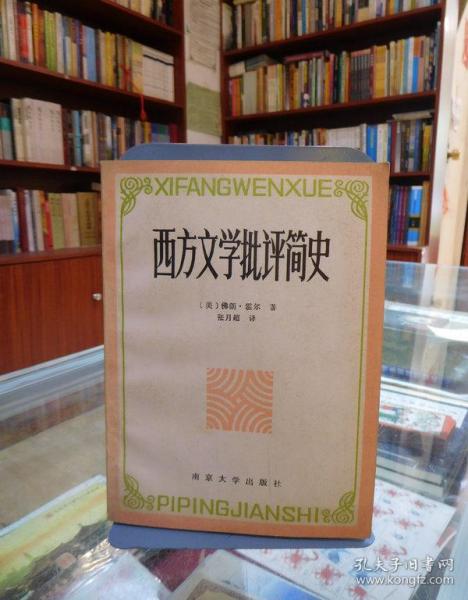 XIFANGWENXUE
西方文学批评简史
〔美〕佛朗·霍尔 著
张月超 译
南京大学出版社
PIPINGJIANSHI
孔夫子旧书网
www.kongfz.com